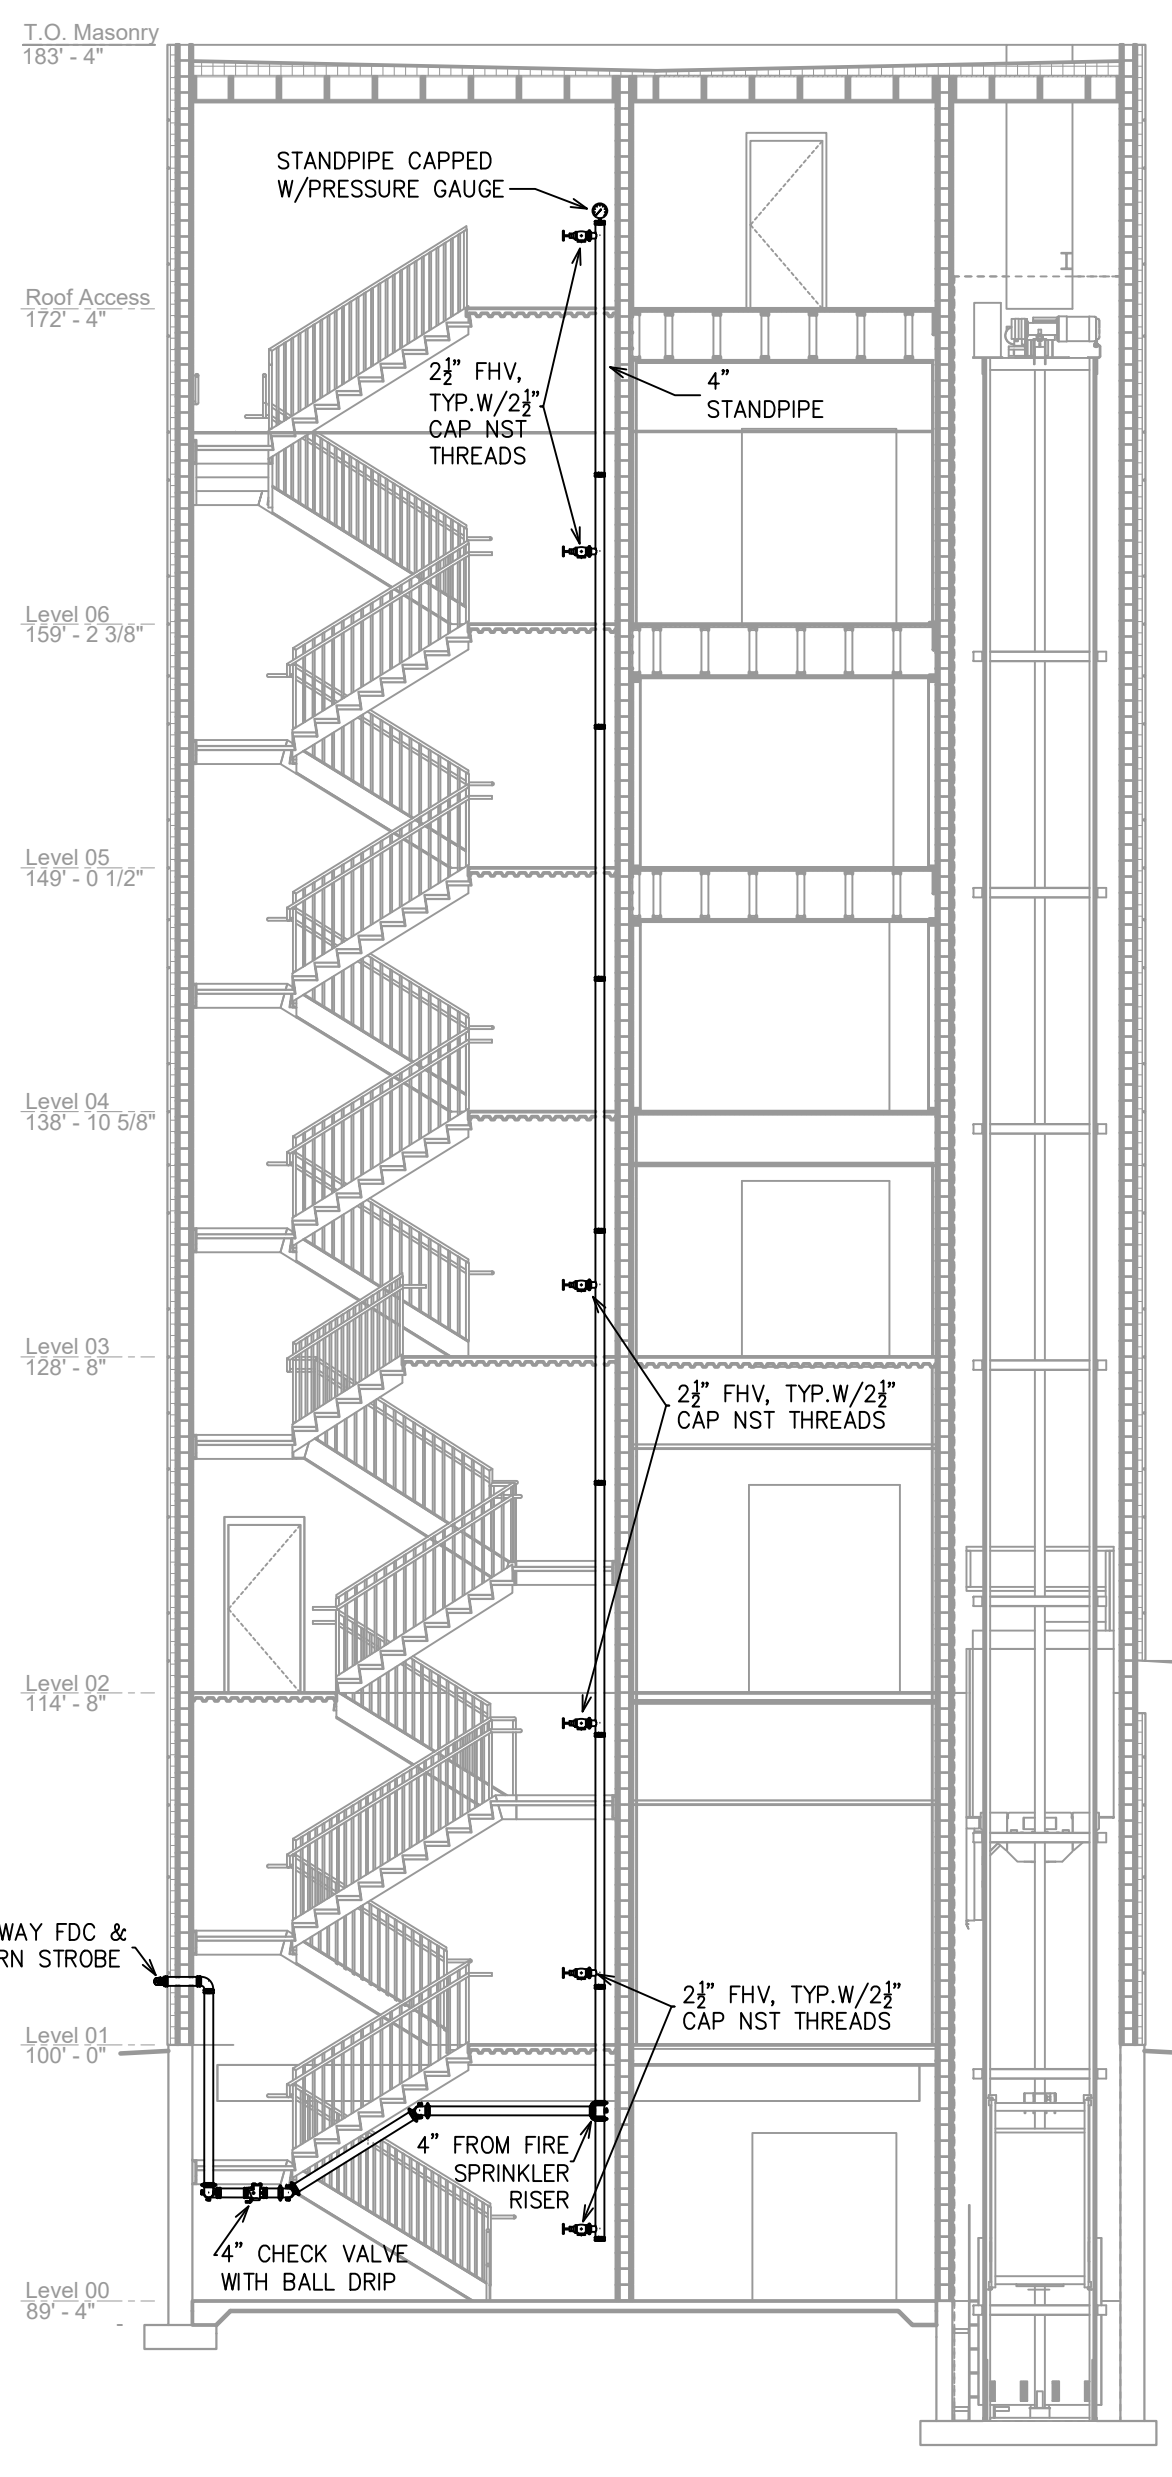 T.O. Masonry
183' - 4"
STANDPIPE CAPPED
W/PRESSURE GAUGE
Roof Access
172' - 4"
2½" FHV,
TYP.W/2½"
CAP NST
THREADS
4"
STANDPIPE
Level 06
159' - 2 3/8"
Level 05
149' - 0 1/2"
Level 04
138' - 10 5/8"
Level 03
128' - 8"
2½" FHV, TYP.W/2½"
CAP NST THREADS
Level 02
114' - 8"
WAY FDC &
RN STROBE
2½" FHV, TYP.W/2½"
CAP NST THREADS
Level 01
100' - 0"
4" FROM FIRE
SPRINKLER
RISER
4" CHECK VALVE
WITH BALL DRIP
Level 00
89' - 4"